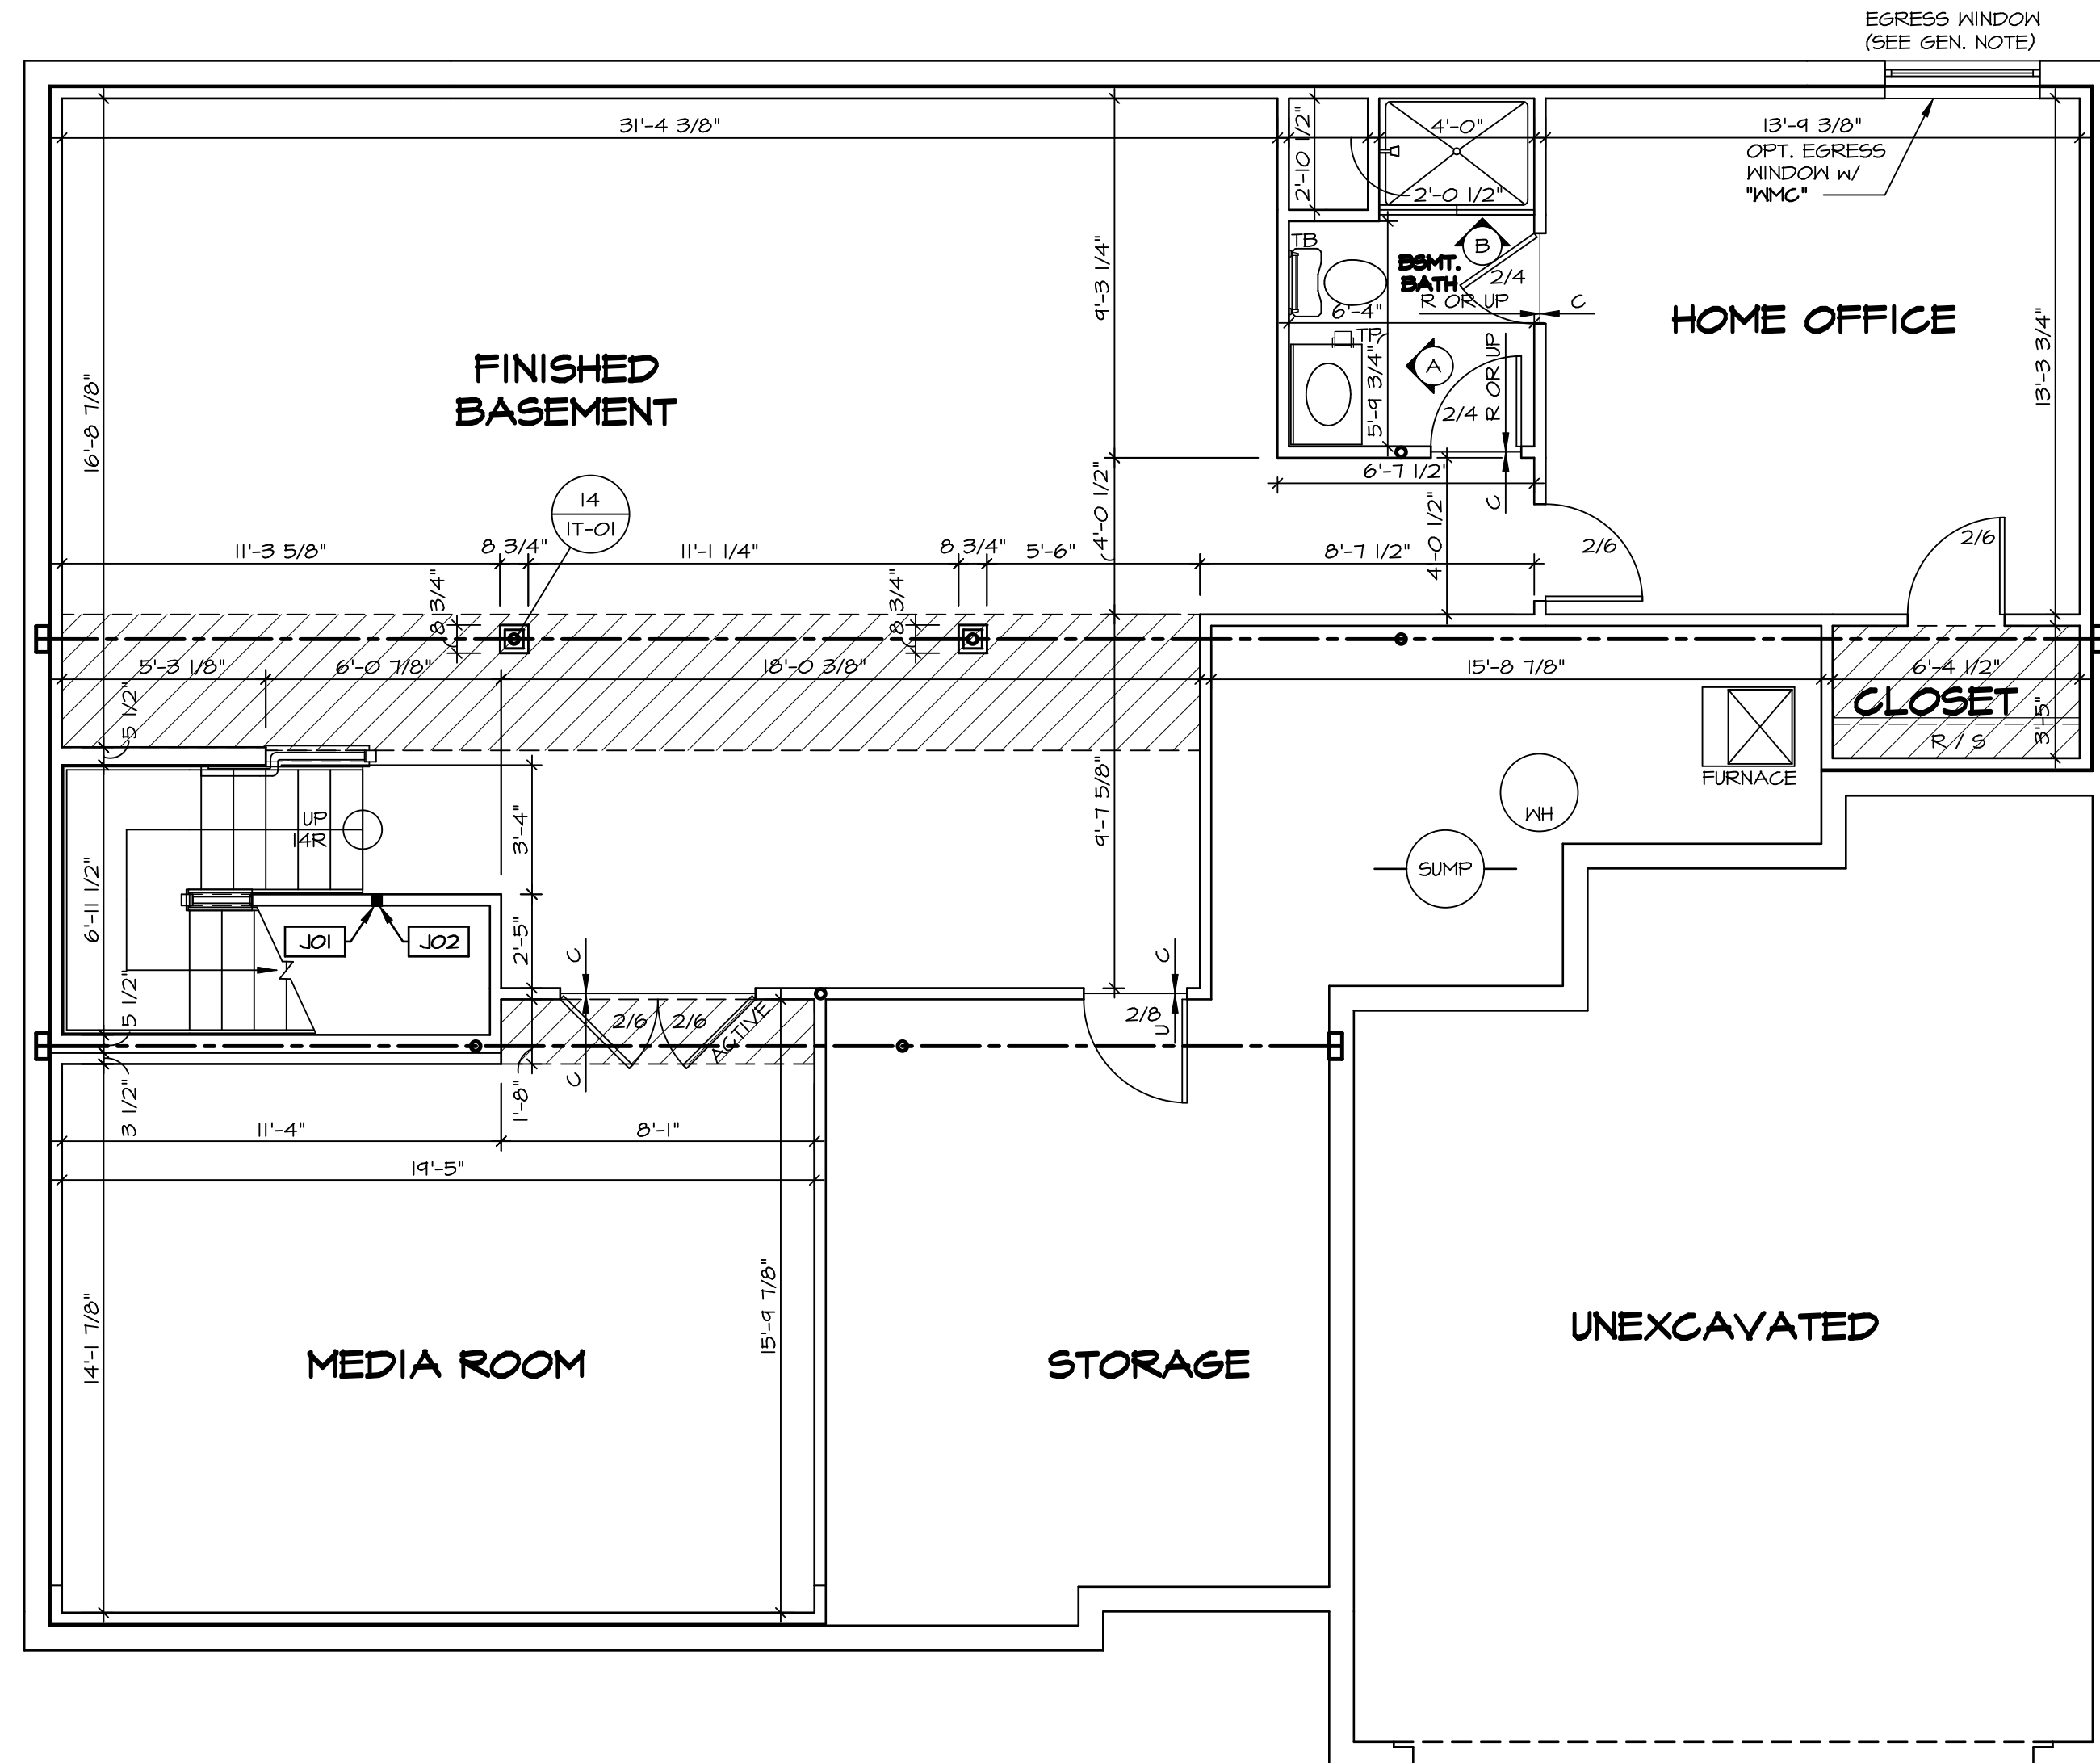 EGRESS WINDOW
(SEE GEN. NOTE)
31'-4 3/8"
2'-10 1/2"
4'-0"
13'-9 3/8"
OPT. EGRESS
WINDOW w/
"WMC"
2'-0 1/2"
TB
B
BSMT.
BATH
2/4
R OR UP
C
6'-4"
9'-3 1/4"
HOME OFFICE
13'-3 3/4"
TP
A
5'-9 3/4"
R OR UP
2/4
FINISHED
BASEMENT
16'-8 7/8"
6'-7 1/2"
C
14
1T-01
4'-0 1/2"
4'-0 1/2"
11'-3 5/8"
8 3/4"
11'-1 1/4"
8 3/4"
5'-6"
8'-7 1/2"
2/6
2/6
8 3/4"
8 3/4"
5'-3 1/8"
6'-0 7/8"
18'-0 3/8"
15'-8 7/8"
6'-4 1/2"
CLOSET
5 1/2"
3'-5"
R / S
FURNACE
9'-7 5/8"
WH
UP
14R
3'-4"
SUMP
6'-11 1/2"
J01
J02
2'-5"
C
C
5 1/2"
2/6
2/6
ACTIVE
2/8
U
C
1'-8"
3 1/2"
11'-4"
8'-1"
19'-5"
15'-9 7/8"
14'-1 7/8"
MEDIA ROOM
STORAGE
UNEXCAVATED